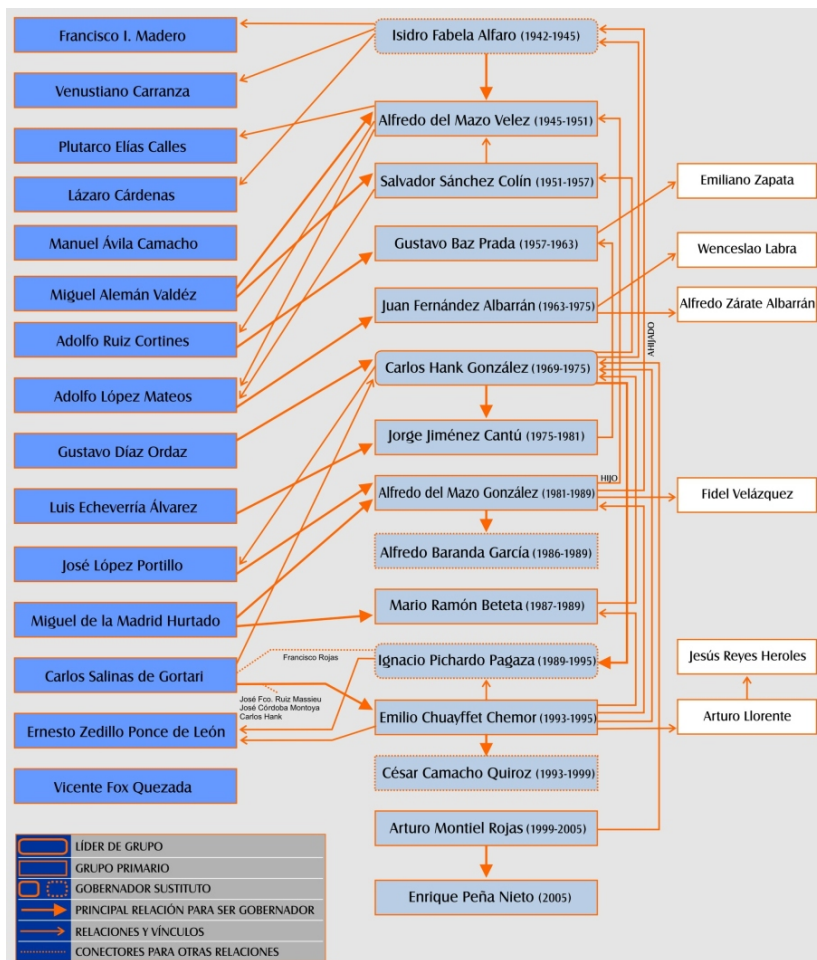 Francisco I. Madero
Venustiano Carranza
Plutarco Elías Calles
Lázaro Cárdenas
Manuel Ávila Camacho
Miguel Alemán Valdéz
Adolfo Ruiz Cortines
Adolfo López Mateos
Gustavo Díaz Ordaz
Luis Echeverría Álvarez
José López Portillo
Miguel de la Madrid Hurtado
Carlos Salinas de Gortari
Ernesto Zedillo Ponce de León
Vicente Fox Quezada
Isidro Fabela Alfaro (1942-1945)
Alfredo del Mazo Velez (1945-1951)
Salvador Sánchez Colín (1951-1957)
Gustavo Baz Prada (1957-1963)
Juan Fernández Albarrán (1963-1975)
Carlos Hank González (1969-1975)
Jorge Jiménez Cantú (1975-1981)
Alfredo del Mazo González (1981-1989)
Alfredo Baranda García (1986-1989)
Mario Ramón Beteta (1987-1989)
Ignacio Pichardo Pagaza (1989-1995)
Emilio Chuayffet Chemor (1993-1995)
César Camacho Quiroz (1993-1999)
Arturo Montiel Rojas (1999-2005)
Enrique Peña Nieto (2005)
AHIJADO
HIJO
Francisco Rojas
José Fco. Ruiz Massieu
José Córdoba Montoya
Carlos Hank
Emiliano Zapata
Wenceslao Labra
Alfredo Zárate Albarrán
Fidel Velázquez
Jesús Reyes Heroles
Arturo Llorente
LÍDER DE GRUPO
GRUPO PRIMARIO
GOBERNADOR SUSTITUTO
PRINCIPAL RELACIÓN PARA SER GOBERNADOR
RELACIONES Y VÍNCULOS
CONECTORES PARA OTRAS RELACIONES